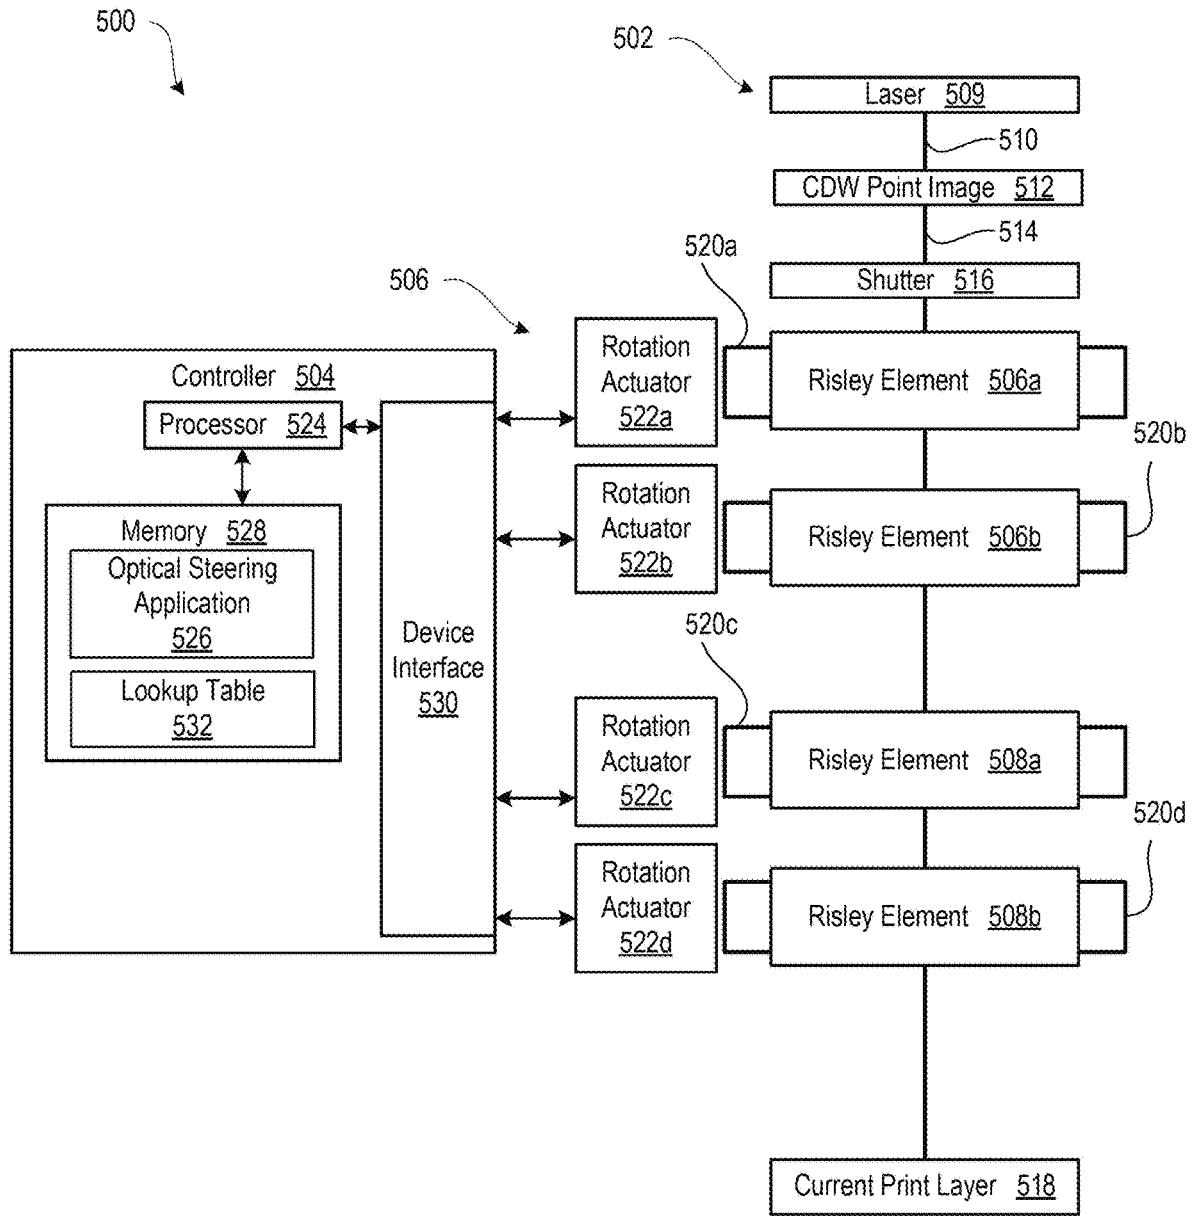 500
502
Laser 509
510
CDW Point Image 512
514
520a
Shutter 516
506
Rotation
Actuator
522a
Risley Element 506a
Controller 504
Processor 524
520b
Rotation
Actuator
522b
Risley Element 506b
Memory 528
Optical Steering
Application
526
Lookup Table
532
Device
Interface
530
520c
Rotation
Actuator
522c
Risley Element 508a
520d
Rotation
Actuator
522d
Risley Element 508b
Current Print Layer 518